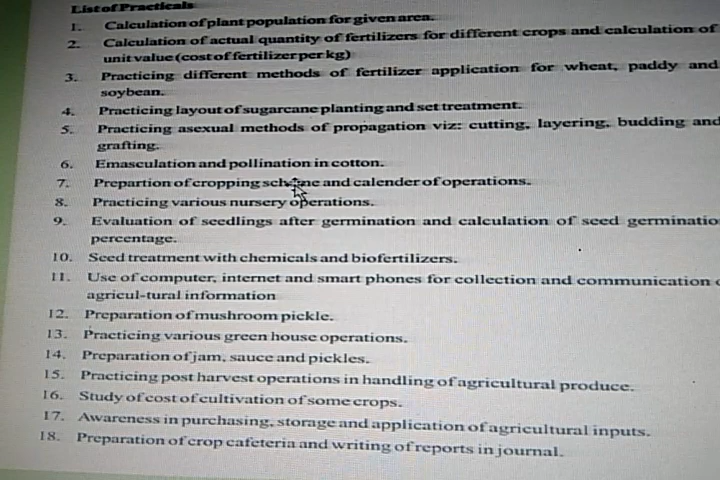 List of Practicals
1. Calculation of plant population for given area.
2. Calculation of actual quantity of fertilizers for different crops and calculation of
unit value (cost of fertilizer per kg)
3. Practicing different methods of fertilizer application for wheat, paddy and
soybean.
4. Practicing layout of sugarcane planting and set treatment.
5. Practicing asexual methods of propagation viz: cutting, layering, budding and
grafting.
6. Emasculation and pollination in cotton.
7. Prepartion of cropping scheme and calender of operations.
8. Practicing various nursery operations.
9. Evaluation of seedlings after germination and calculation of seed
percentage.
10. Seed treatment with chemicals and biofertilizers.
11. Use of computer, internet and smart phones for collection and communication
agricul-tural information
12. Preparation of mushroom pickle.
13. Practicing various green house operations.
14. Preparation of jam, sauce and pickles.
15. Practicing post harvest operations in handling of agricultural produce.
16. Study of cost of cultivation of some crops.
17. Awareness in purchasing, storage and application of agricultural inputs.
18. Preparation of crop cafeteria and writing of reports in journal.